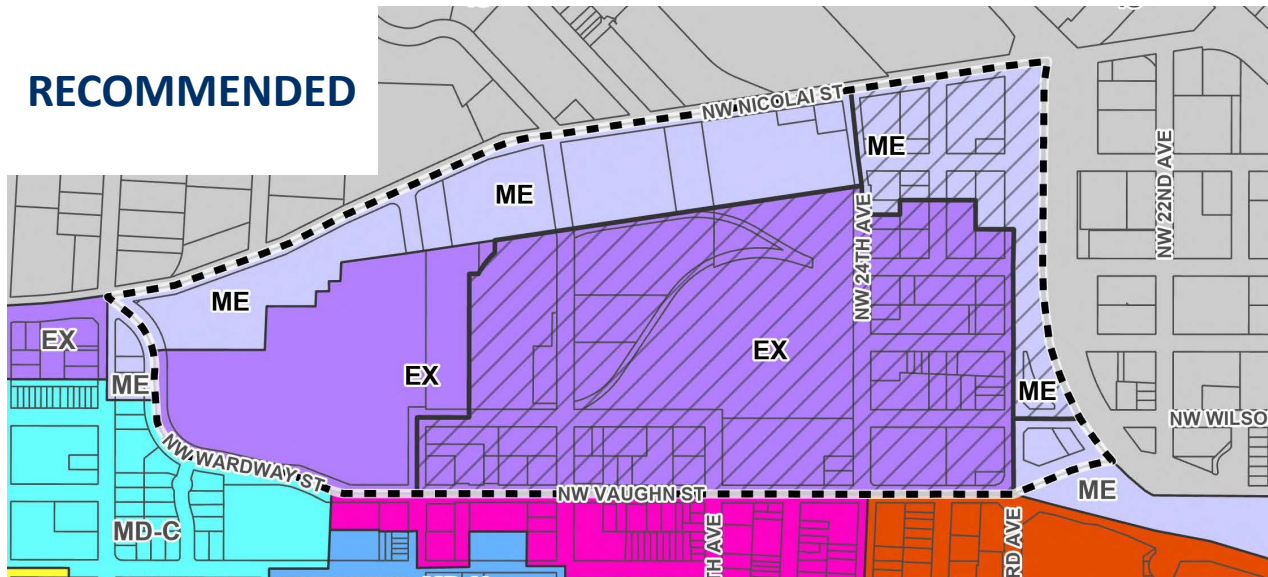 RECOMMENDED
NW NICOLAI ST
ME
ME
NW 22ND AVE
ME
NW 24TH AVE
ME
EX
ME
EX
EX
ME
NW WILSO
NW WARDWAY ST
NW VAUGHN ST
ME
MD-C
TH AVE
RD AVE